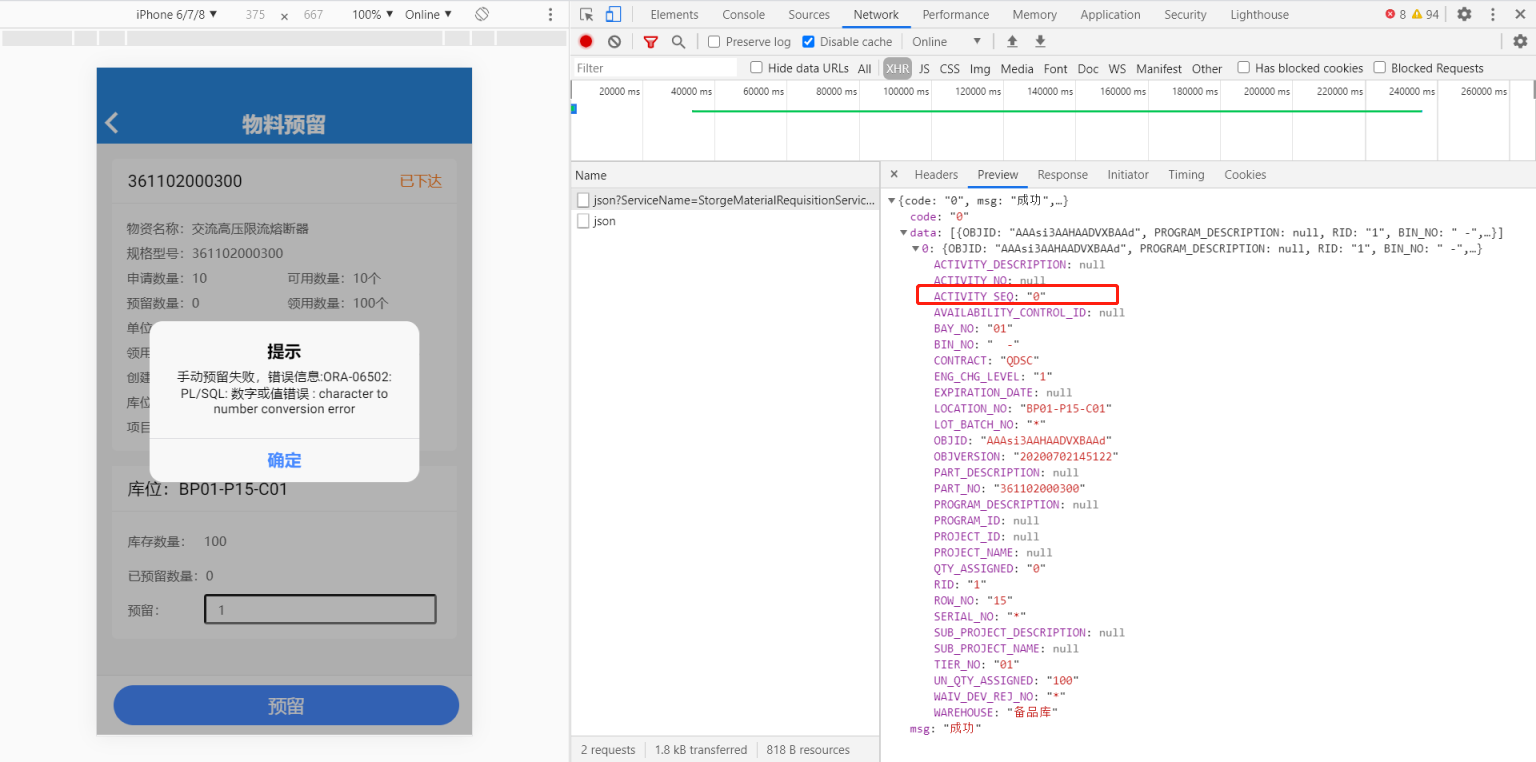 iPhone 6/7/8 ▼ 375 × 667 100% ▼ Online ▼
Elements Console Sources Network Performance Memory Application Security Lighthouse 8 94
Preserve log Disable cache Online ▼
Filter Hide data URLs All XHR JS CSS Img Media Font Doc WS Manifest Other Has blocked cookies Blocked Requests
20000 ms 40000 ms 60000 ms 80000 ms 100000 ms 120000 ms 140000 ms 160000 ms 180000 ms 200000 ms 220000 ms 240000 ms 260000 ms
物料预留
361102000300 已下达
物资名称: 交流高压限流熔断器
规格型号: 361102000300
申请数量: 10 可用数量: 10个
预留数量: 0 领用数量: 100个
单位
领用
创建
库位
项目
提示
手动预留失败，错误信息:ORA-06502:
PL/SQL: 数字或值错误 : character to
number conversion error
确定
库位: BP01-P15-C01
库存数量: 100
已预留数量: 0
预留: 1
预留
Name
json?ServiceName=StorgeMaterialRequisitionServic...
json
2 requests 1.8 kB transferred 818 B resources
× Headers Preview Response Initiator Timing Cookies
▼{code: "0", msg: "成功",…}
code: "0"
▼data: [{OBJID: "AAAsi3AAHAADVXBAAd", PROGRAM_DESCRIPTION: null, RID: "1", BIN_NO: " -",…}]
▼0: {OBJID: "AAAsi3AAHAADVXBAAd", PROGRAM_DESCRIPTION: null, RID: "1", BIN_NO: " -",…}
ACTIVITY_DESCRIPTION: null
ACTIVITY_NO: null
ACTIVITY_SEQ: "0"
AVAILABILITY_CONTROL_ID: null
BAY_NO: "01"
BIN_NO: " -"
CONTRACT: "QDSC"
ENG_CHG_LEVEL: "1"
EXPIRATION_DATE: null
LOCATION_NO: "BP01-P15-C01"
LOT_BATCH_NO: "*"
OBJID: "AAAsi3AAHAADVXBAAd"
OBJVERSION: "20200702145122"
PART_DESCRIPTION: null
PART_NO: "361102000300"
PROGRAM_DESCRIPTION: null
PROGRAM_ID: null
PROJECT_ID: null
PROJECT_NAME: null
QTY_ASSIGNED: "0"
RID: "1"
ROW_NO: "15"
SERIAL_NO: "*"
SUB_PROJECT_DESCRIPTION: null
SUB_PROJECT_NAME: null
TIER_NO: "01"
UN_QTY_ASSIGNED: "100"
WAIV_DEV_REJ_NO: "*"
WAREHOUSE: "备品库"
msg: "成功"